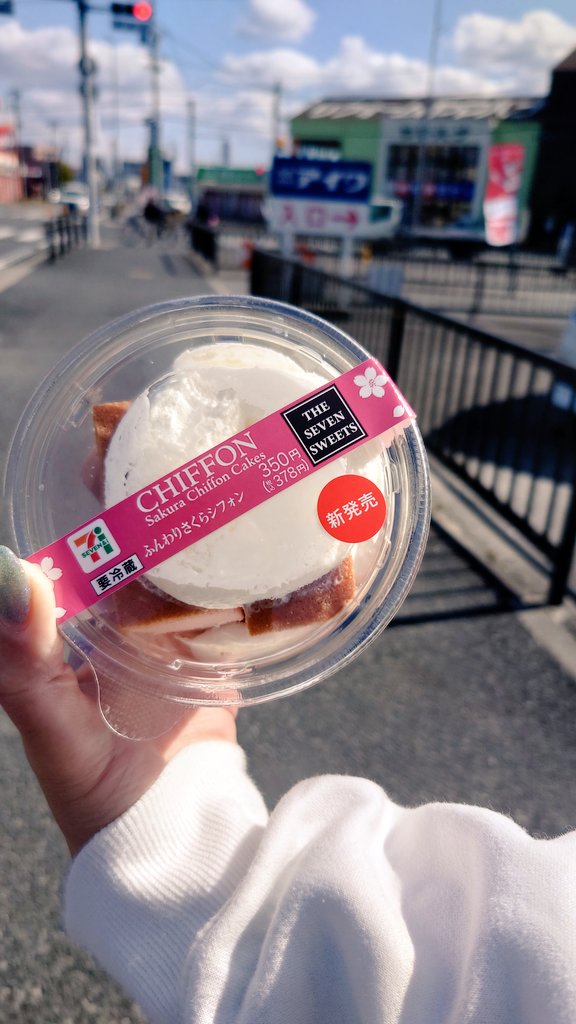 アイワ
入口→
THE
SEVEN
SWEETS
CHIFFON
Sakura Chiffon Cakes
350円
(税込378円)
ふんわりさくらシフォン
新発売
7
SEVEN
要冷蔵